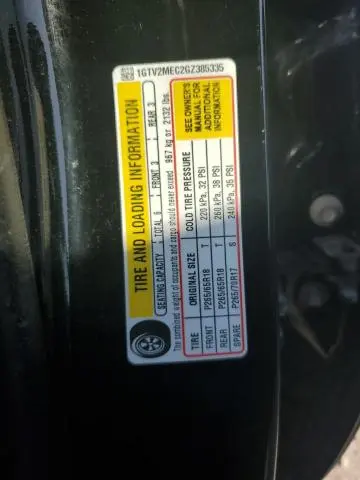 1GTV2MEC2GZ385335
TIRE AND LOADING INFORMATION
SEATING CAPACITY TOTAL 6 FRONT 3 REAR 3
The combined weight of occupants and cargo should never exceed 967 kg or 2132 lbs.
TIRE ORIGINAL SIZE COLD TIRE PRESSURE
FRONT P265/65R18 T 220 kPa, 32 PSI
REAR P265/65R18 T 260 kPa, 38 PSI
SPARE P265/70R17 S 240 kPa, 35 PSI
SEE OWNER'S
MANUAL FOR
ADDITIONAL
INFORMATION